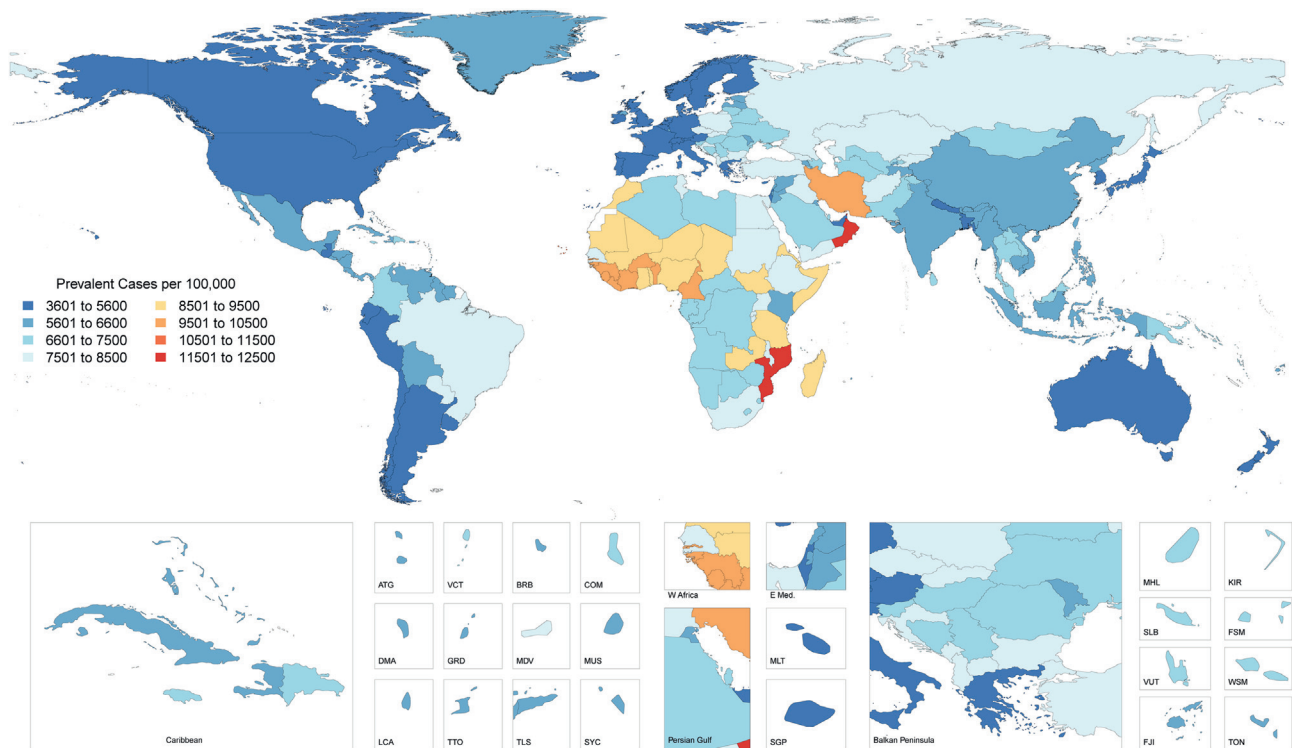 Prevalent Cases per 100,000
3601 to 5600
8501 to 9500
5601 to 6600
9501 to 10500
6601 to 7500
10501 to 11500
7501 to 8500
11501 to 12500
Caribbean
ATG
VCT
BRB
COM
DMA
GRD
MDV
MUS
LCA
TTO
TLS
SYC
W Africa
E Med.
Persian Gulf
MLT
SGP
Balkan Peninsula
MHL
KIR
SLB
FSM
VUT
WSM
FJI
TON